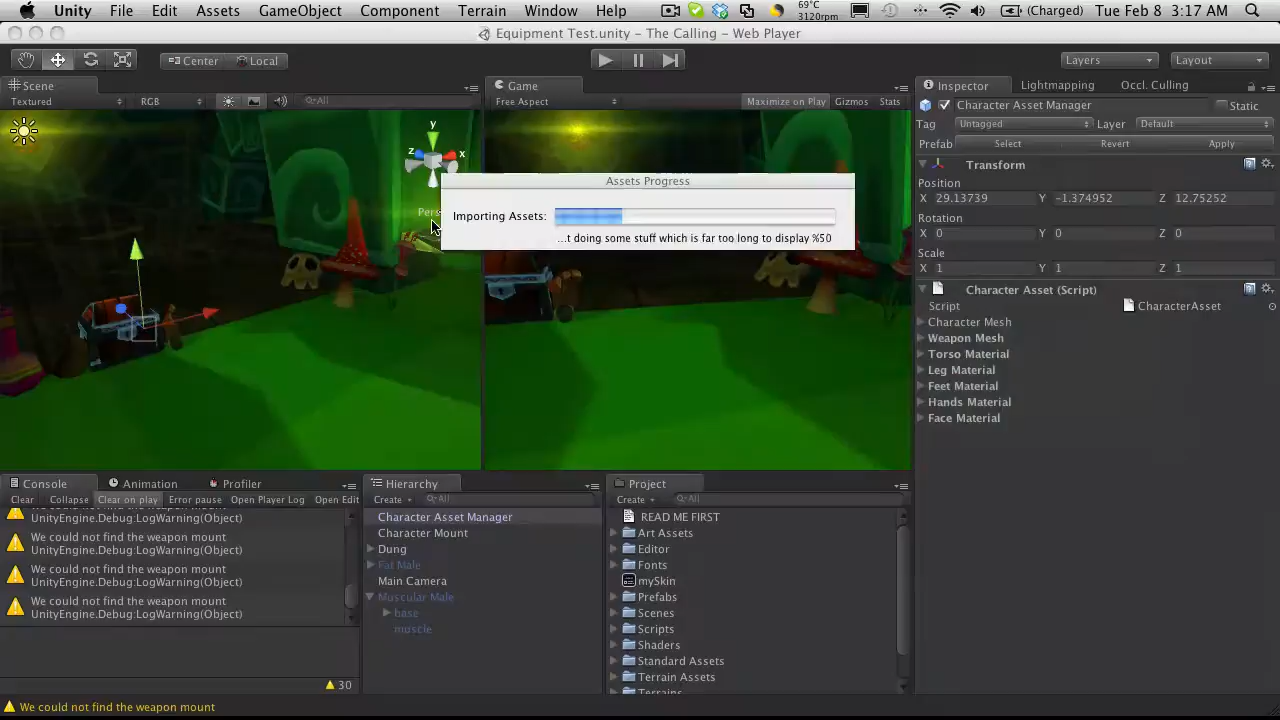 Unity File Edit Assets GameObject Component Terrain Window Help 69°C 3120rpm (Charged) Tue Feb 8 3:17 AM
Equipment Test.unity – The Calling – Web Player
Center Local Layers Layout
Scene
Textured RGB All
Game
Free Aspect Maximize on Play Gizmos Stats
y
z x
Pers
Assets Progress
Importing Assets:
...t doing some stuff which is far too long to display %50
Inspector Lightmapping Occl. Culling
Character Asset Manager Static
Tag Untagged Layer Default
Prefab Select Revert Apply
Transform
Position
X 29.13739 Y -1.374952 Z 12.75252
Rotation
X 0 Y 0 Z 0
Scale
X 1 Y 1 Z 1
Character Asset (Script)
Script CharacterAsset
Character Mesh
Weapon Mesh
Torso Material
Leg Material
Feet Material
Hands Material
Face Material
Console Animation Profiler
Clear Collapse Clear on play Error pause Open Player Log Open Edit
We could not find the weapon mount
UnityEngine.Debug:LogWarning(Object)
We could not find the weapon mount
UnityEngine.Debug:LogWarning(Object)
We could not find the weapon mount
UnityEngine.Debug:LogWarning(Object)
We could not find the weapon mount
UnityEngine.Debug:LogWarning(Object)
30
Hierarchy
Create All
Character Asset Manager
Character Mount
Dung
Fat Male
Main Camera
Muscular Male
base
muscle
Project
Create All
READ ME FIRST
Art Assets
Editor
Fonts
mySkin
Prefabs
Scenes
Scripts
Shaders
Standard Assets
Terrain Assets
Terrains
We could not find the weapon mount